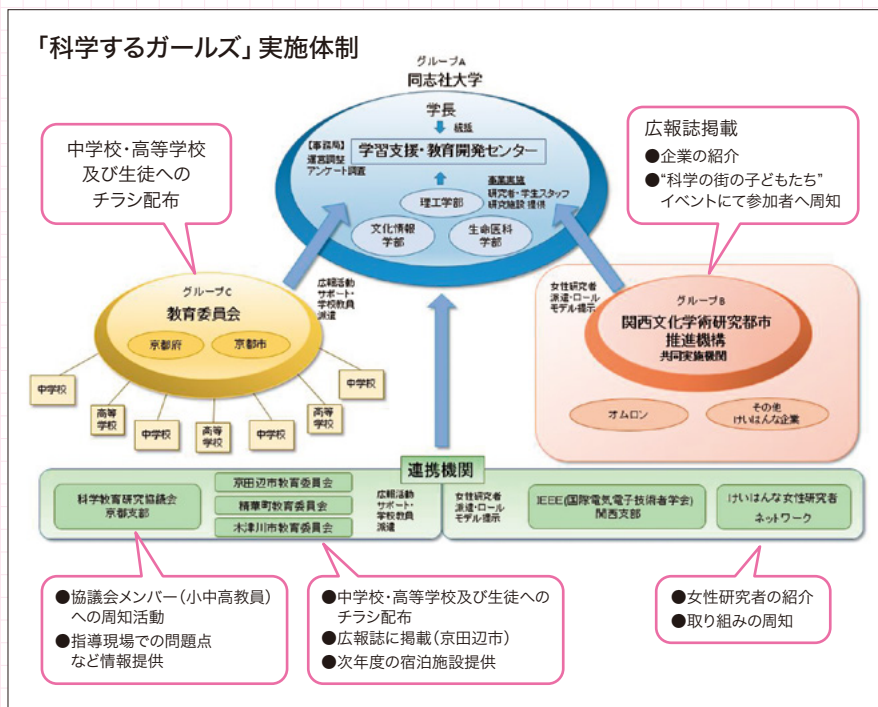 「科学するガールズ」実施体制
グループA
同志社大学
学長
統括
【事務局】
運営調整
アンケート調査
学習支援・教育開発センター
事業実施
研究者・学生スタッフ
研究施設 提供
理工学部
文化情報
学部
生命医科
学部
中学校・高等学校
及び生徒への
チラシ配布
広報誌掲載
●企業の紹介
●“科学の街の子どもたち”
イベントにて参加者へ周知
グループC
教育委員会
京都府
京都市
広報活動
サポート・
学校教員
派遣
中学校
高等
学校
中学校
高等
学校
中学校
高等
学校
中学校
女性研究者
派遣・ロール
モデル提示
グループB
関西文化学術研究都市
推進機構
共同実施機関
オムロン
その他
けいはんな企業
連携機関
科学教育研究協議会
京都支部
京田辺市教育委員会
精華町教育委員会
木津川市教育委員会
広報活動
サポート・
学校教員
派遣
女性研究者
派遣・ロール
モデル提示
IEEE(国際電気電子技術者学会)
関西支部
けいはんな女性研究者
ネットワーク
●協議会メンバー(小中高教員)
への周知活動
●指導現場での問題点
など情報提供
●中学校・高等学校及び生徒への
チラシ配布
●広報誌に掲載(京田辺市)
●次年度の宿泊施設提供
●女性研究者の紹介
●取り組みの周知